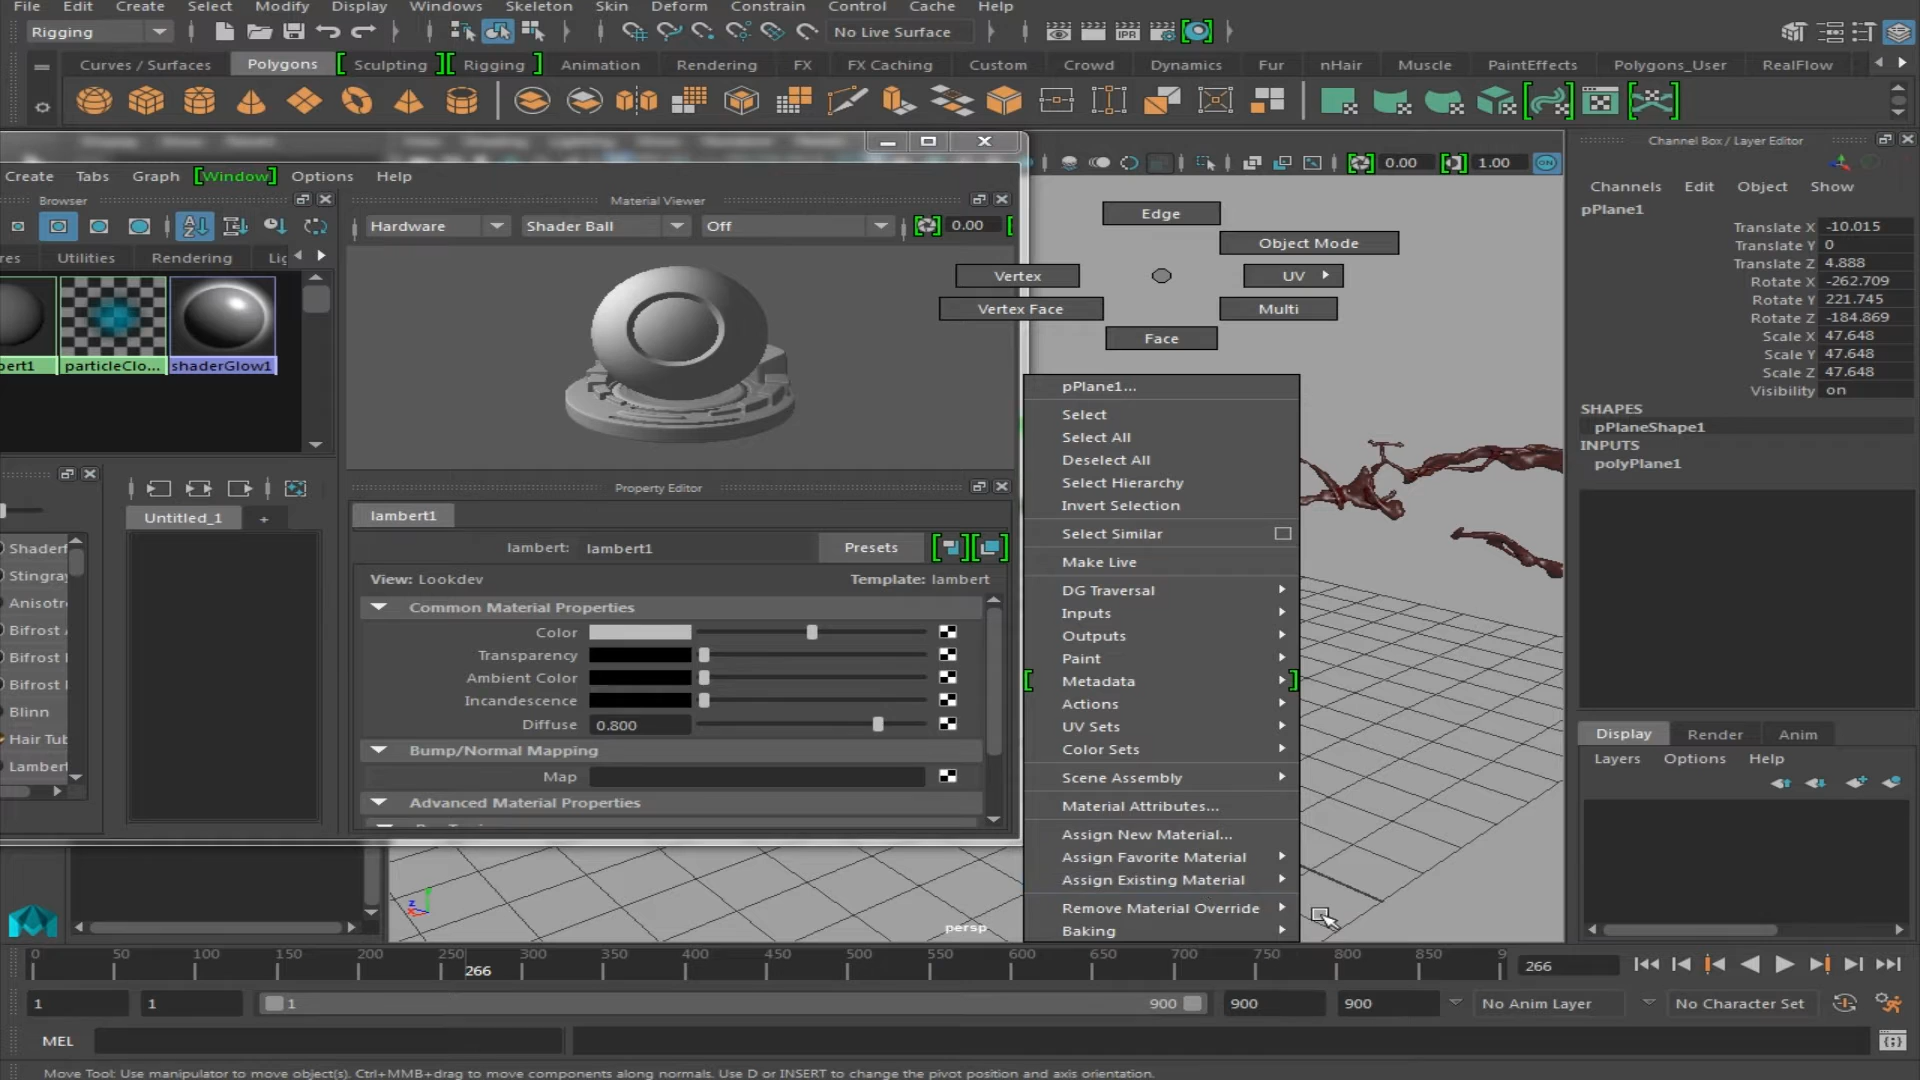 File Edit Create Select Modify Display Windows Skeleton Skin Deform Constrain Control Cache Help
Rigging
No Live Surface
IPR
Curves / Surfaces Polygons Sculpting Rigging Animation Rendering FX FX Caching Custom Crowd Dynamics Fur nHair Muscle PaintEffects Polygons_User RealFlow
Create Tabs Graph Window Options Help
Browser
Utilities Rendering
particleClo... shaderGlow1
Material Viewer
Hardware Shader Ball Off 0.00
Untitled_1 +
Blinn
Property Editor
lambert1
lambert: lambert1 Presets
View: Lookdev Template: lambert
Common Material Properties
Color
Transparency
Ambient Color
Incandescence
Diffuse 0.800
Bump/Normal Mapping
Map
Advanced Material Properties
0.00 1.00 ON
Edge
Object Mode
Vertex UV
Vertex Face Multi
Face
pPlane1...
Select
Select All
Deselect All
Select Hierarchy
Invert Selection
Select Similar
Make Live
DG Traversal
Inputs
Outputs
Paint
Metadata
Actions
UV Sets
Color Sets
Scene Assembly
Material Attributes...
Assign New Material...
Assign Favorite Material
Assign Existing Material
Remove Material Override
Baking
persp
z x
Channel Box / Layer Editor
Channels Edit Object Show
pPlane1
Translate X -10.015
Translate Y 0
Translate Z 4.888
Rotate X -262.709
Rotate Y 221.745
Rotate Z -184.869
Scale X 47.648
Scale Y 47.648
Scale Z 47.648
Visibility on
SHAPES
pPlaneShape1
INPUTS
polyPlane1
Display Render Anim
Layers Options Help
0 50 100 150 200 250 300 350 400 450 500 550 600 650 700 750 800 850 9
266
266
1 1 1 900 900 900 No Anim Layer No Character Set
MEL
Move Tool: Use manipulator to move object(s). Ctrl+MMB+drag to move components along normals. Use D or INSERT to change the pivot position and axis orientation.